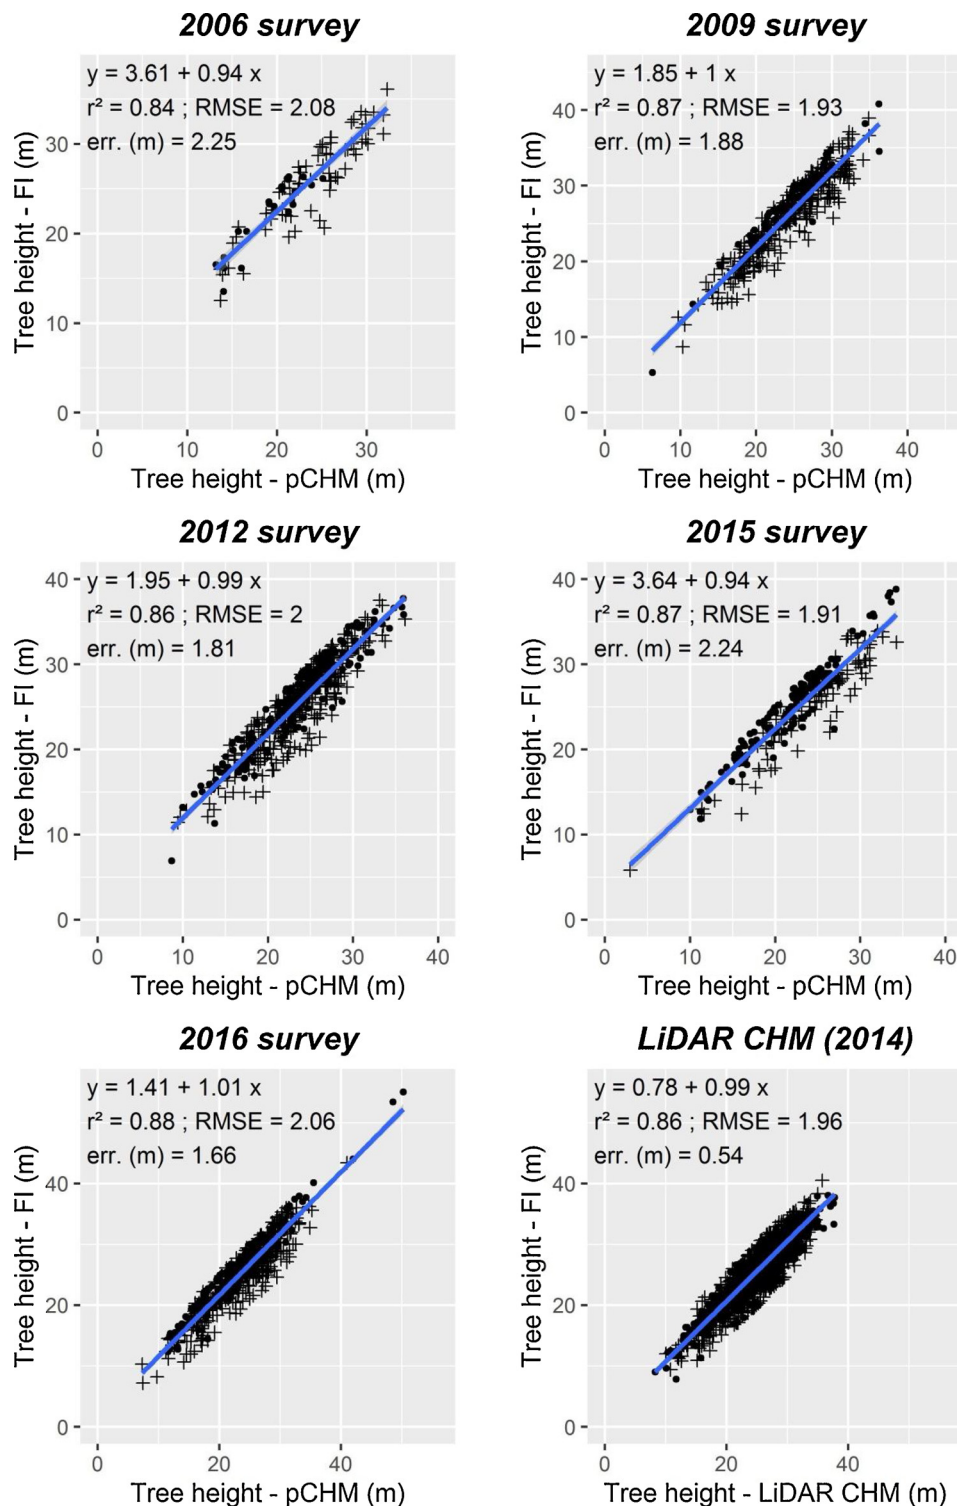 2006 survey
y = 3.61 + 0.94 x
r² = 0.84 ; RMSE = 2.08
err. (m) = 2.25
Tree height - FI (m)
30
20
10
0
0 10 20 30
Tree height - pCHM (m)
2009 survey
y = 1.85 + 1 x
r² = 0.87 ; RMSE = 1.93
err. (m) = 1.88
Tree height - FI (m)
40
30
20
10
0
0 10 20 30 40
Tree height - pCHM (m)
2012 survey
y = 1.95 + 0.99 x
r² = 0.86 ; RMSE = 2
err. (m) = 1.81
Tree height - FI (m)
40
30
20
10
0
0 10 20 30 40
Tree height - pCHM (m)
2015 survey
y = 3.64 + 0.94 x
r² = 0.87 ; RMSE = 1.91
err. (m) = 2.24
Tree height - FI (m)
40
30
20
10
0
0 10 20 30 40
Tree height - pCHM (m)
2016 survey
y = 1.41 + 1.01 x
r² = 0.88 ; RMSE = 2.06
err. (m) = 1.66
Tree height - FI (m)
40
20
0
0 20 40
Tree height - pCHM (m)
LiDAR CHM (2014)
y = 0.78 + 0.99 x
r² = 0.86 ; RMSE = 1.96
err. (m) = 0.54
Tree height - FI (m)
40
20
0
0 20 40
Tree height - LiDAR CHM (m)